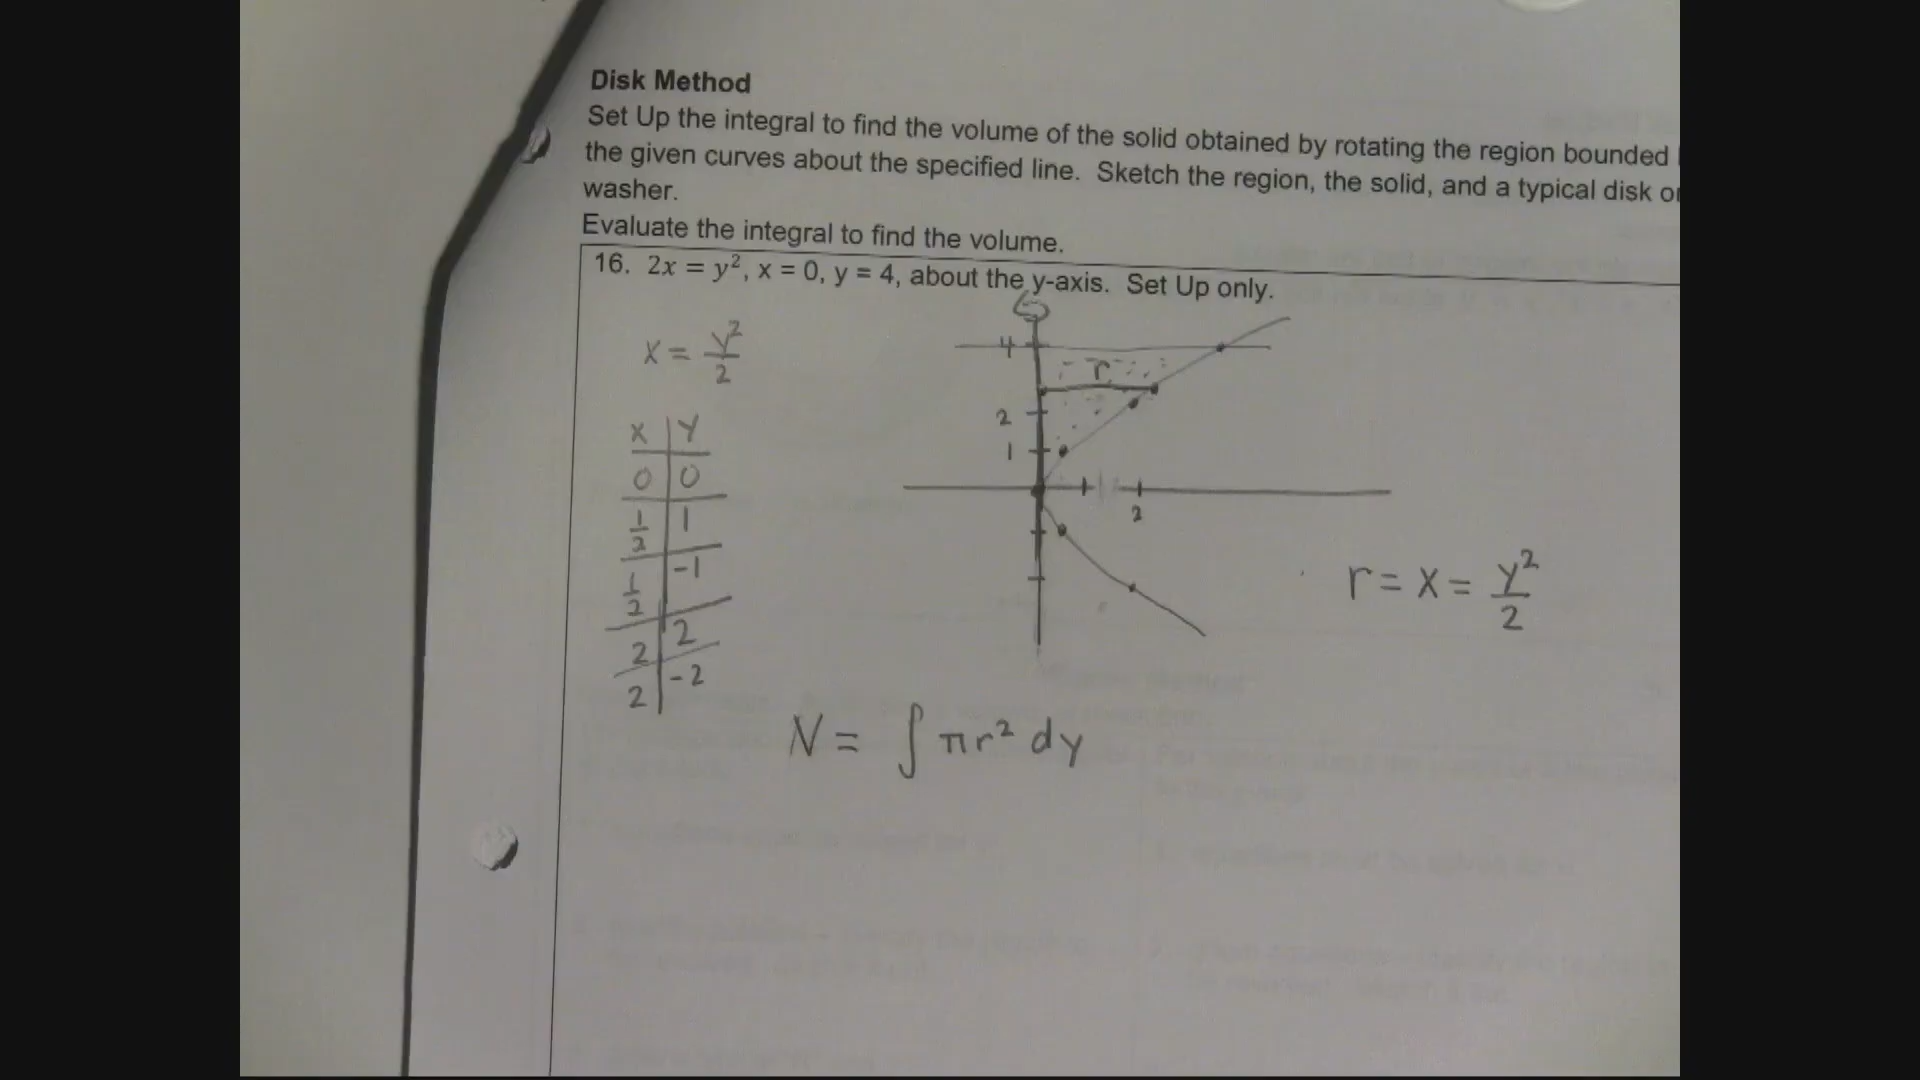 Disk Method
Set Up the integral to find the volume of the solid obtained by rotating the region bounded
the given curves about the specified line. Sketch the region, the solid, and a typical disk or
washer.
Evaluate the integral to find the volume.
16. 2x = y², x = 0, y = 4, about the y-axis. Set Up only.
x = y²/2
4
r
2
1
2
x | y
0 | 0
1/2 | 1
1/2 | -1
2 | 2
2 | -2
r = x = y²/2
V = ∫ πr² dy